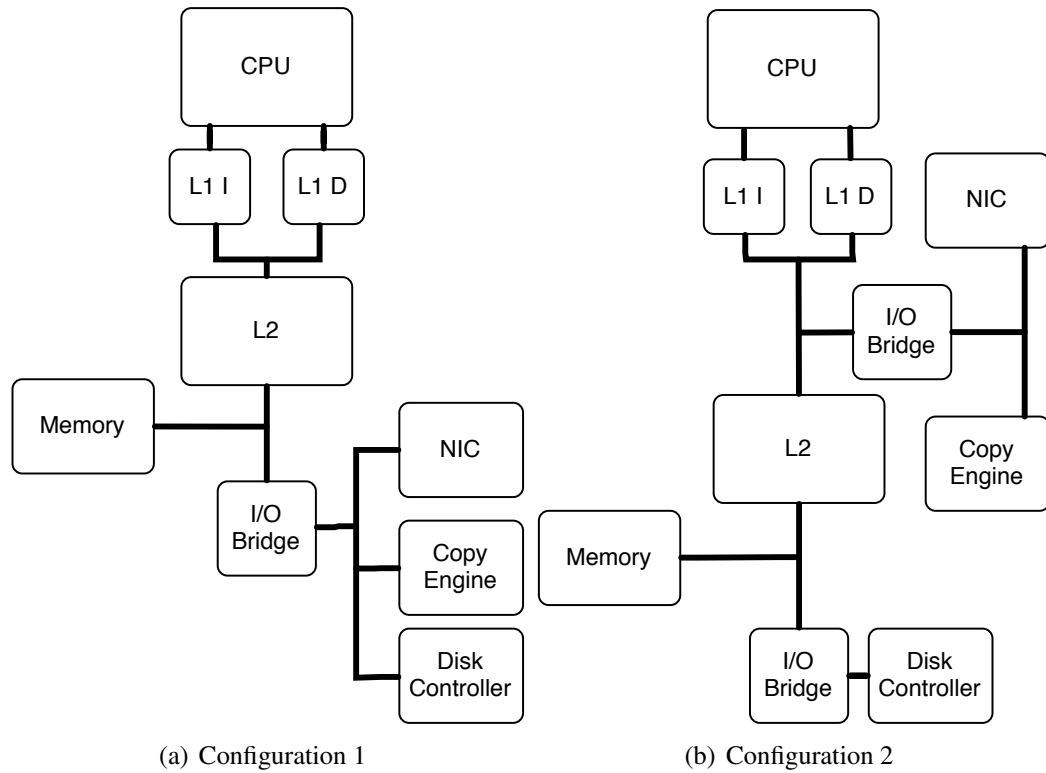 CPU
L1 I
L1 D
L2
Memory
NIC
I/O
Bridge
Copy
Engine
Disk
Controller
(a) Configuration 1
CPU
L1 I
L1 D
NIC
I/O
Bridge
L2
Copy
Engine
Memory
I/O
Bridge
Disk
Controller
(b) Configuration 2